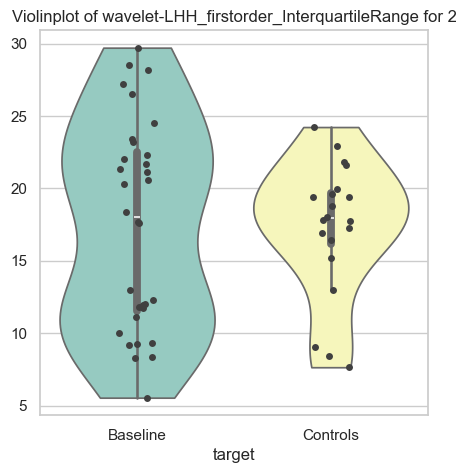 Violinplot of wavelet-LHH_firstorder_InterquartileRange for 2
30
25
20
15
10
5
Baseline
Controls
target